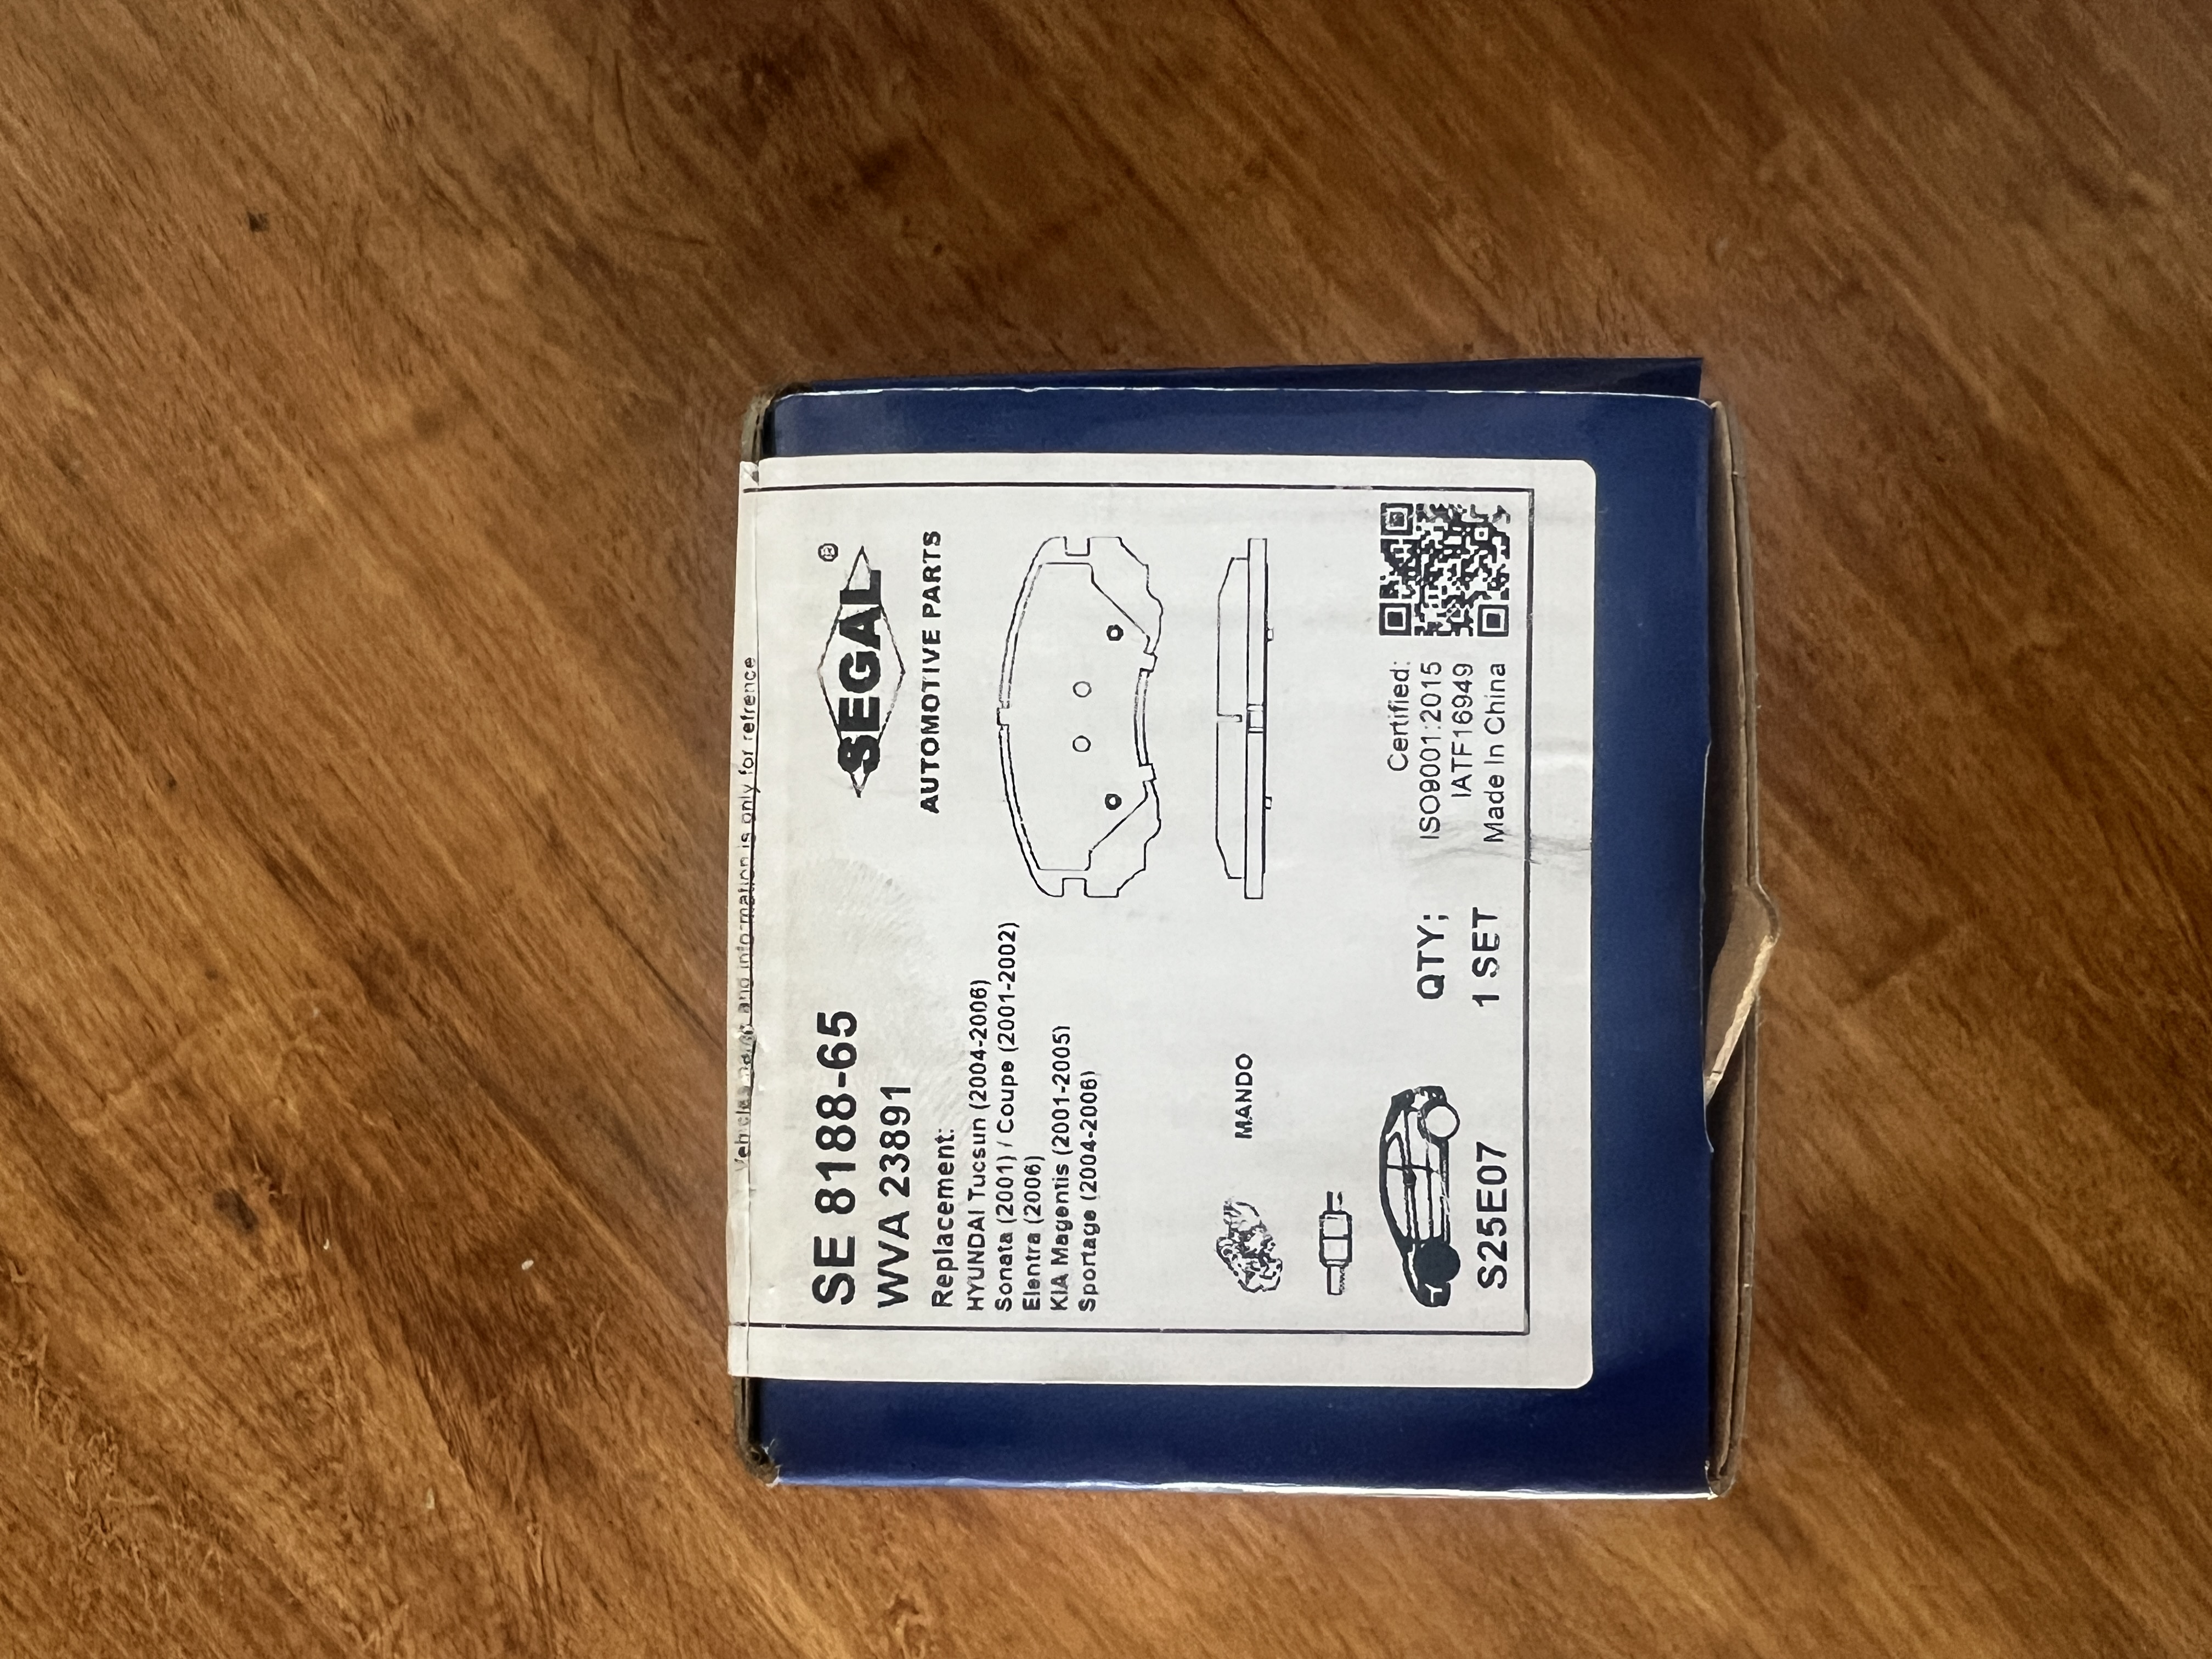 Vehicles name and information is only for refrence
SE 8188-65
WVA 23891
SEGAL®
AUTOMOTIVE PARTS
Replacement:
HYUNDAI Tucsun (2004-2006)
Sonata (2001) / Coupe (2001-2002)
Elentra (2006)
KIA Magentis (2001-2005)
Sportage (2004-2006)
MANDO
S25E07
QTY:
1 SET
Certified:
ISO9001:2015
IATF16949
Made In China